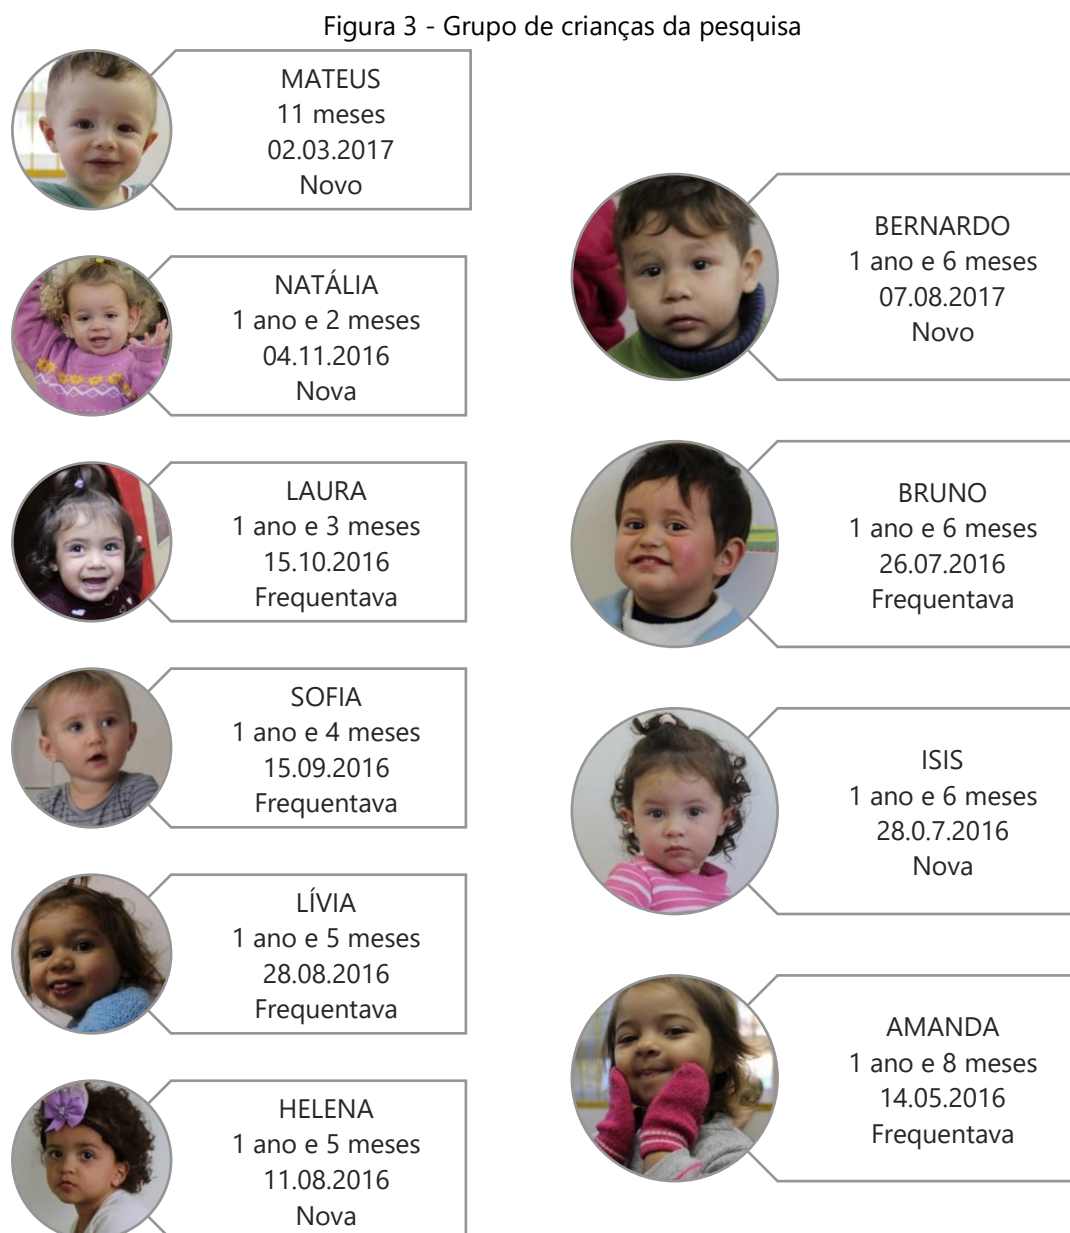 Figura 3 - Grupo de crianças da pesquisa
MATEUS
11 meses
02.03.2017
Novo
NATÁLIA
1 ano e 2 meses
04.11.2016
Nova
LAURA
1 ano e 3 meses
15.10.2016
Frequentava
SOFIA
1 ano e 4 meses
15.09.2016
Frequentava
LÍVIA
1 ano e 5 meses
28.08.2016
Frequentava
HELENA
1 ano e 5 meses
11.08.2016
Nova
BERNARDO
1 ano e 6 meses
07.08.2017
Novo
BRUNO
1 ano e 6 meses
26.07.2016
Frequentava
ISIS
1 ano e 6 meses
28.0.7.2016
Nova
AMANDA
1 ano e 8 meses
14.05.2016
Frequentava